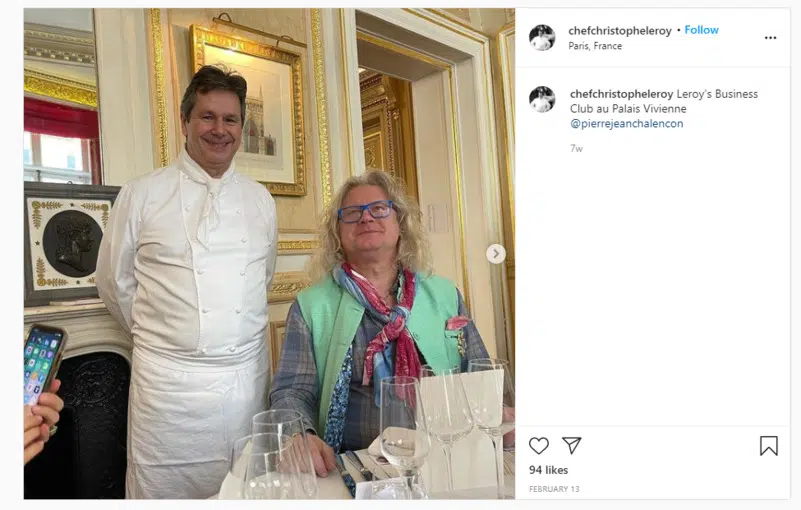 chefchristopheleroy • Follow
Paris, France
chefchristopheleroy Leroy's Business
Club au Palais Vivienne
@pierrejeanchalencon
7w
94 likes
FEBRUARY 13